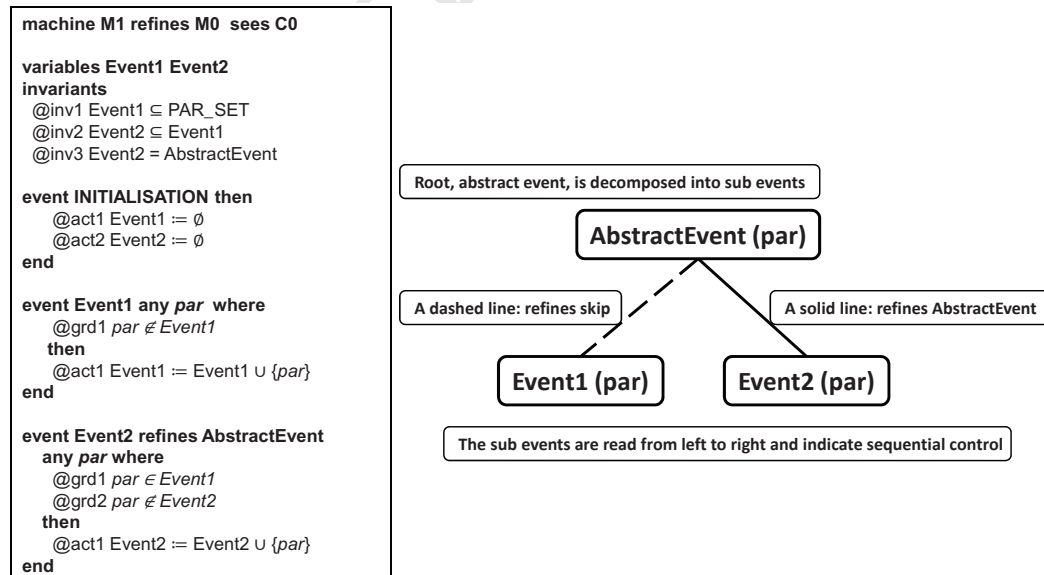 machine M1 refines M0 sees C0
variables Event1 Event2
invariants
@inv1 Event1 ⊆ PAR_SET
@inv2 Event2 ⊆ Event1
@inv3 Event2 = AbstractEvent
event INITIALISATION then
@act1 Event1 ≔ ∅
@act2 Event2 ≔ ∅
end
event Event1 any par where
@grd1 par ∉ Event1
then
@act1 Event1 ≔ Event1 ∪ {par}
end
event Event2 refines AbstractEvent
any par where
@grd1 par ∈ Event1
@grd2 par ∉ Event2
then
@act1 Event2 ≔ Event2 ∪ {par}
end
Root, abstract event, is decomposed into sub events
AbstractEvent (par)
A dashed line: refines skip
A solid line: refines AbstractEvent
Event1 (par)
Event2 (par)
The sub events are read from left to right and indicate sequential control